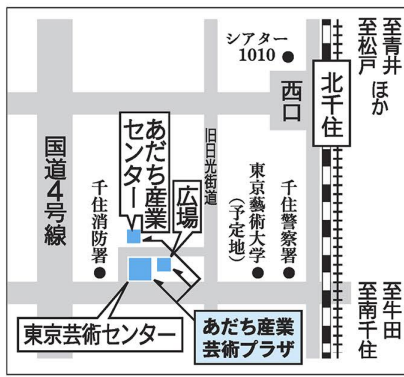 シアター
1010
至青井
至松戸
ほか
北千住
西口
国道4号線
あだち産業
センター
旧日光街道
広場
千住消防署
東京藝術大学
(予定地)
千住警察署
至牛田
至南千住
東京芸術センター
あだち産業
芸術プラザ